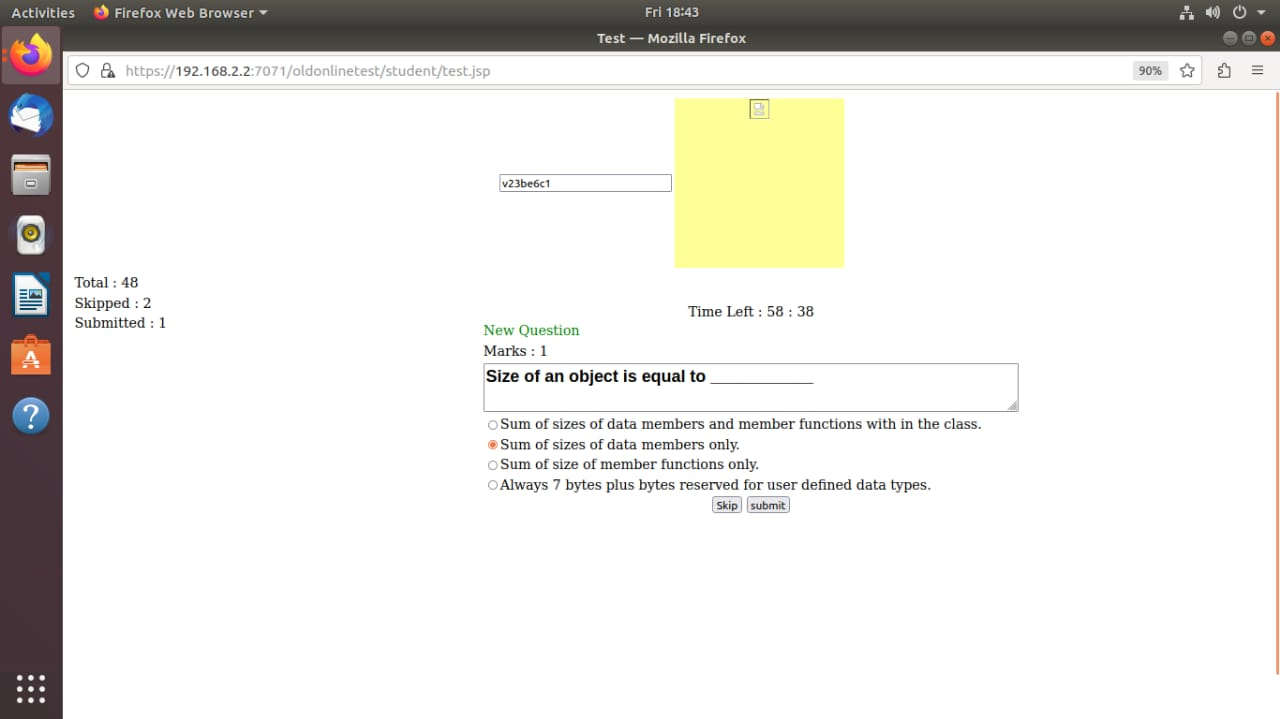 Activities Firefox Web Browser Fri 18:43
Test — Mozilla Firefox
https://192.168.2.2:7071/oldonlinetest/student/test.jsp 90%
v23be6c1
Total : 48
Skipped : 2
Submitted : 1
Time Left : 58 : 38
New Question
Marks : 1
Size of an object is equal to ___________
Sum of sizes of data members and member functions with in the class.
Sum of sizes of data members only.
Sum of size of member functions only.
Always 7 bytes plus bytes reserved for user defined data types.
Skip submit